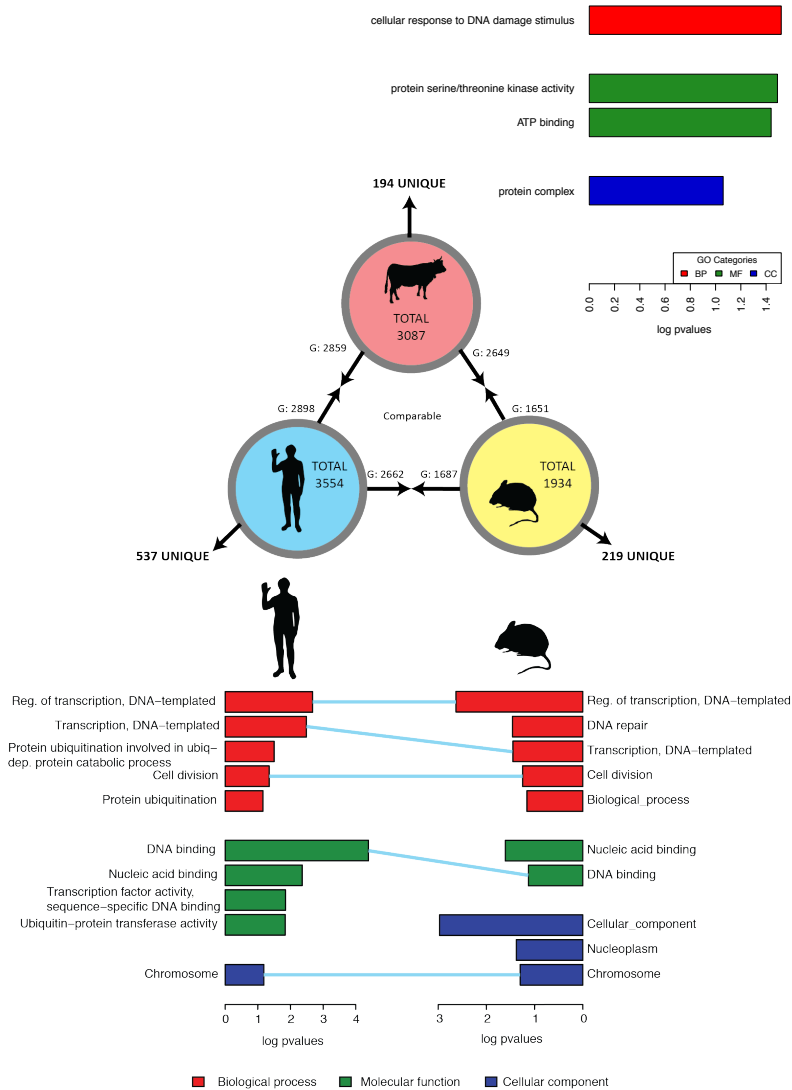 cellular response to DNA damage stimulus
protein serine/threonine kinase activity
ATP binding
protein complex
GO Categories
BP MF CC
0.0 0.2 0.4 0.6 0.8 1.0 1.2 1.4
log pvalues
194 UNIQUE
TOTAL
3087
G: 2859
G: 2649
G: 2898
Comparable
G: 1651
TOTAL
3554
G: 2662
G: 1687
TOTAL
1934
537 UNIQUE
219 UNIQUE
Reg. of transcription, DNA–templated
Reg. of transcription, DNA–templated
Transcription, DNA–templated
DNA repair
Protein ubiquitination involved in ubiq–
dep. protein catabolic process
Transcription, DNA–templated
Cell division
Cell division
Protein ubiquitination
Biological_process
DNA binding
Nucleic acid binding
Nucleic acid binding
DNA binding
Transcription factor activity,
sequence–specific DNA binding
Ubiquitin–protein transferase activity
Cellular_component
Nucleoplasm
Chromosome
Chromosome
0 1 2 3 4
3 2 1 0
log pvalues
log pvalues
Biological process
Molecular function
Cellular component